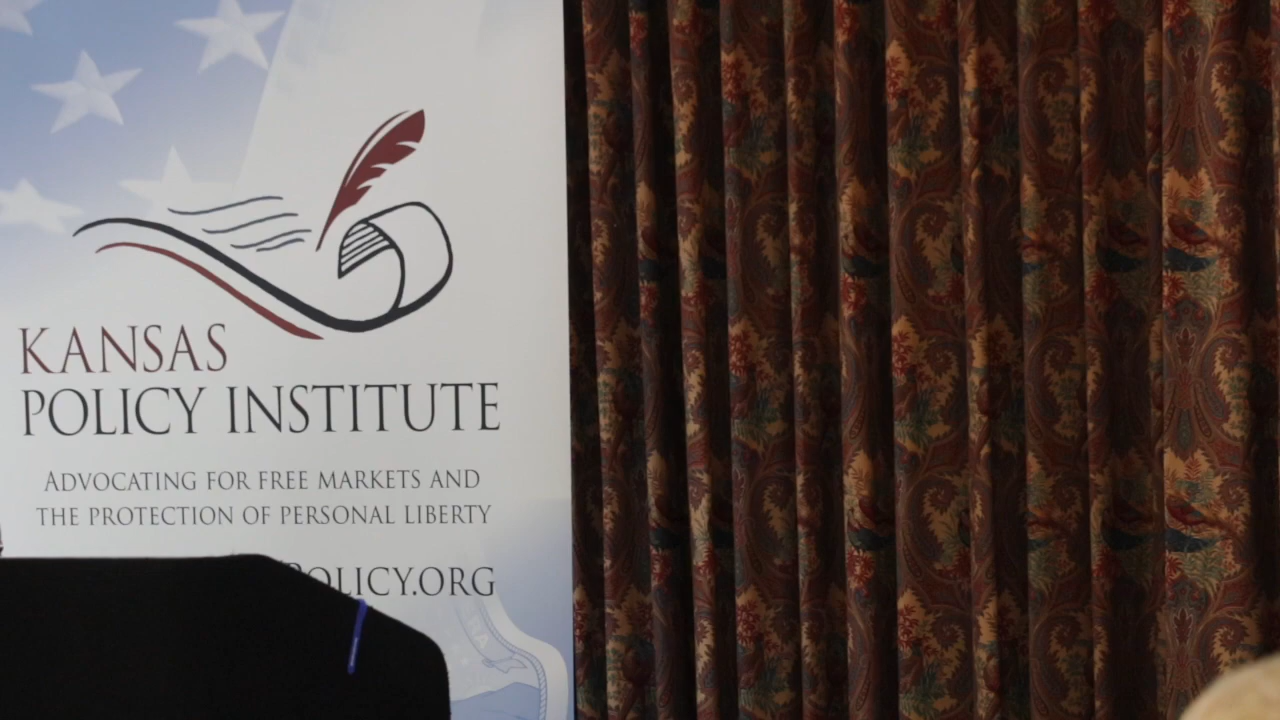 KANSAS
POLICY INSTITUTE
ADVOCATING FOR FREE MARKETS AND
THE PROTECTION OF PERSONAL LIBERTY
POLICY.ORG